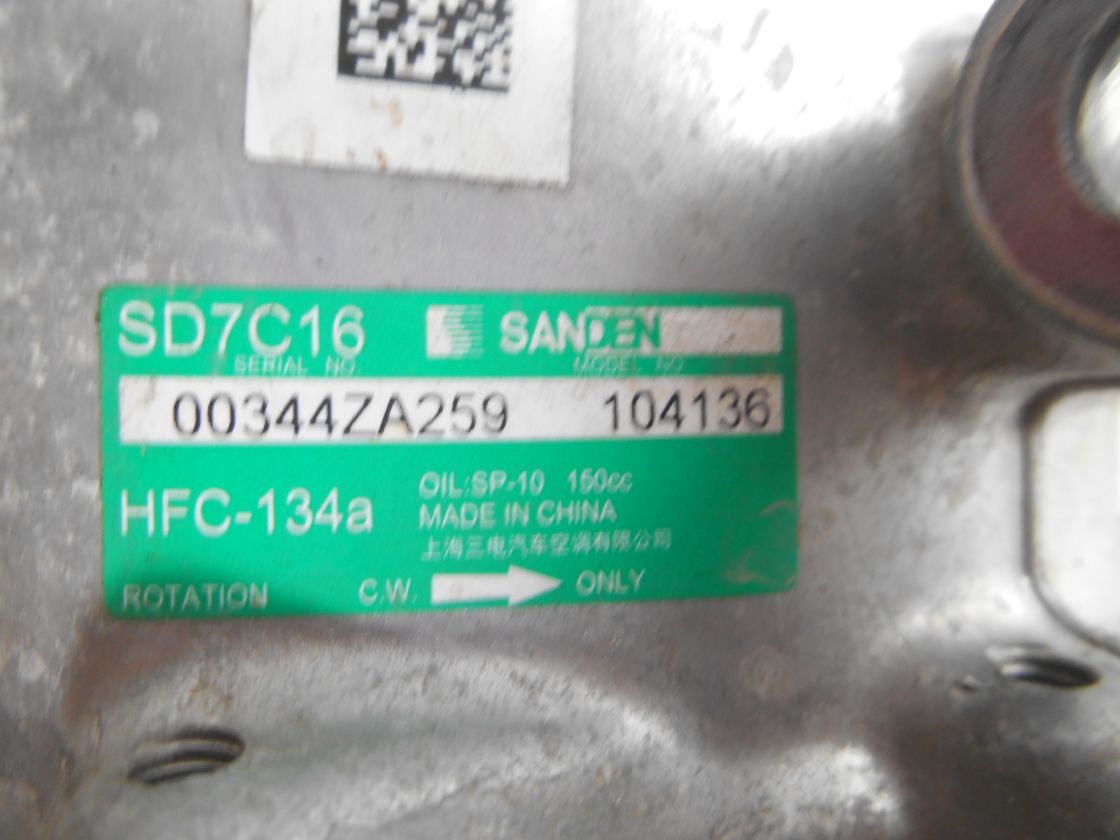 SD7C16 SANDEN
SERIAL NO. MODEL NO
00344ZA259 104136
HFC-134a
OIL:SP-10 150cc
MADE IN CHINA
上海三电汽车空调有限公司
ROTATION C.W. ONLY